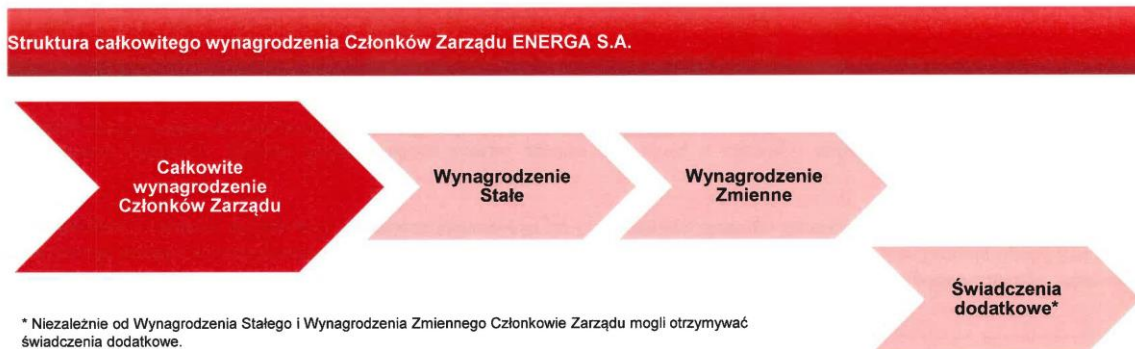 Struktura całkowitego wynagrodzenia Członków Zarządu ENERGA S.A.
Całkowite
wynagrodzenie
Członków Zarządu
Wynagrodzenie
Stałe
Wynagrodzenie
Zmienne
Świadczenia
dodatkowe*
* Niezależnie od Wynagrodzenia Stałego i Wynagrodzenia Zmiennego Członkowie Zarządu mogli otrzymywać
świadczenia dodatkowe.